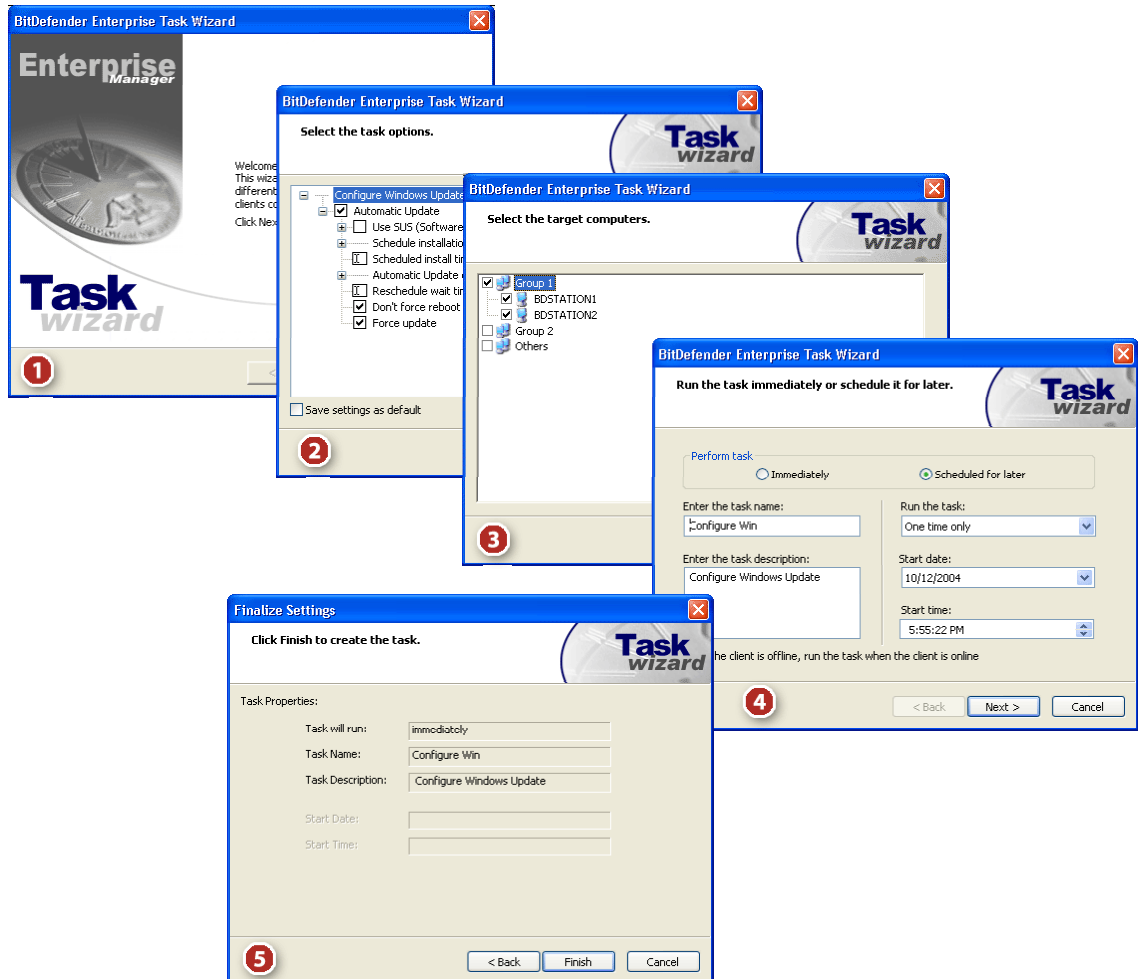 BitDefender Enterprise Task Wizard
Enterprise
Manager
Welcome
This
different
clients
Click
Task
wizard
1
BitDefender Enterprise Task Wizard
Select the task options.
Task
wizard
Configure Windows Update
Automatic Update
Use SUS (Software
Schedule
Scheduled install
Automatic Update
Reschedule wait
Don't force reboot
Force update
Save settings as default
2
BitDefender Enterprise Task Wizard
Select the target computers.
Task
wizard
Group 1
BDSTATION1
BDSTATION2
Group 2
Others
3
BitDefender Enterprise Task Wizard
Run the task immediately or schedule it for later.
Task
wizard
Perform task
Immediately
Scheduled for later
Enter the task name:
Configure Win
Enter the task description:
Configure Windows Update
Run the task:
One time only
Start date:
10/12/2004
Start time:
5:55:22 PM
he client is offline, run the task when the client is online
4
< Back
Next >
Cancel
Finalize Settings
Click Finish to create the task.
Task
wizard
Task Properties:
Task will run: immediately
Task Name: Configure Win
Task Description: Configure Windows Update
Start Date:
Start Time:
5
< Back
Finish
Cancel